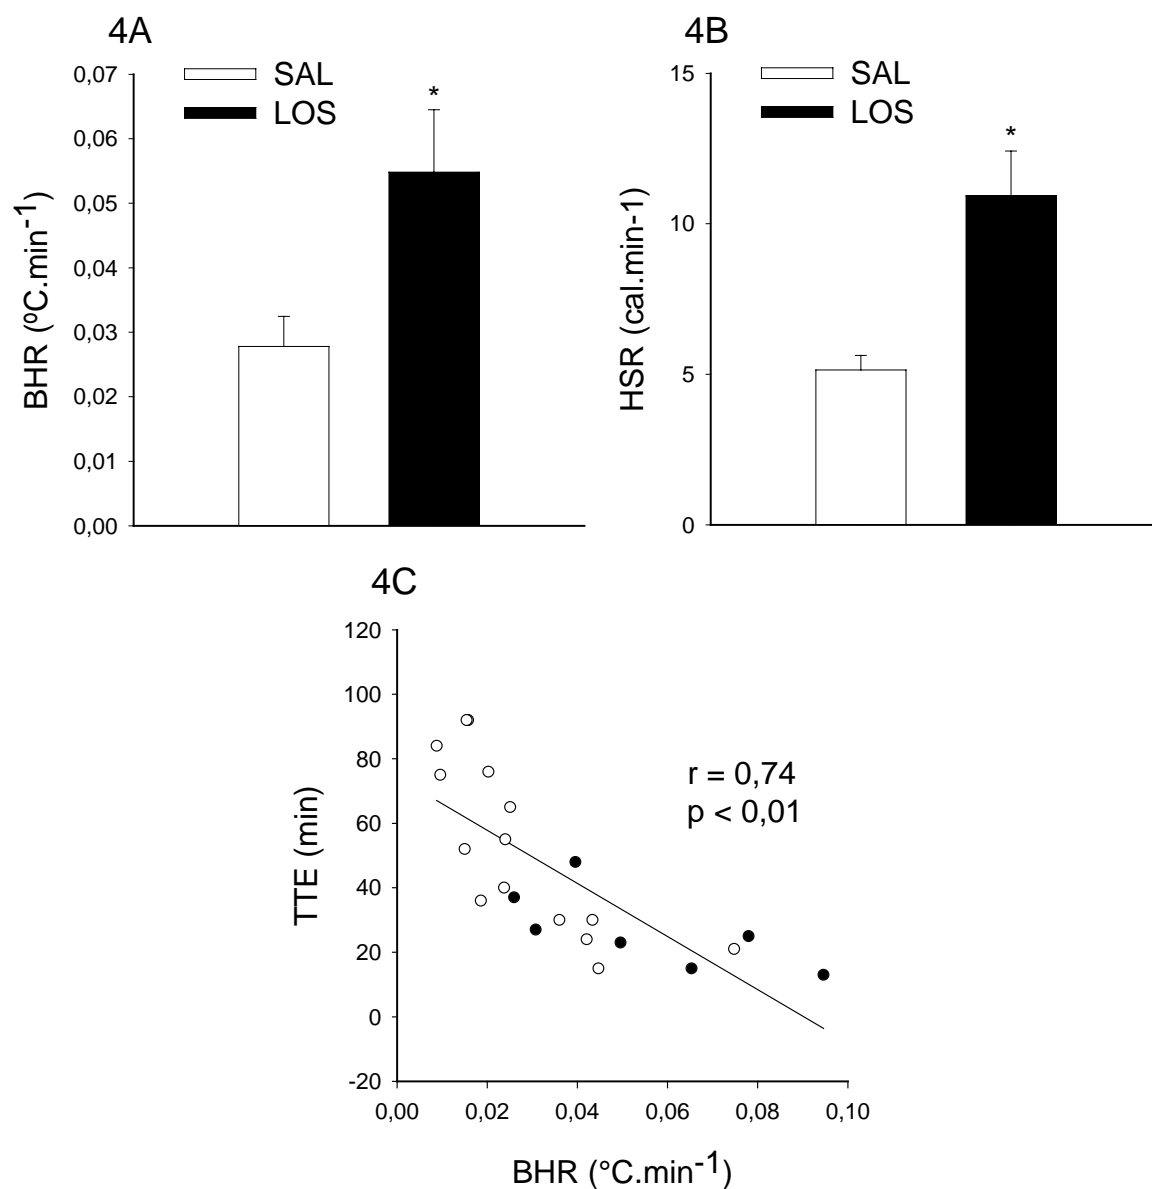 4A
SAL
LOS
*
0,07
0,06
0,05
0,04
0,03
0,02
0,01
0,00
BHR (ºC.min-1)
4B
SAL
LOS
*
15
10
5
0
HSR (cal.min-1)
4C
120
100
80
60
40
20
0
-20
TTE (min)
r = 0,74
p < 0,01
0,00 0,02 0,04 0,06 0,08 0,10
BHR (°C.min-1)